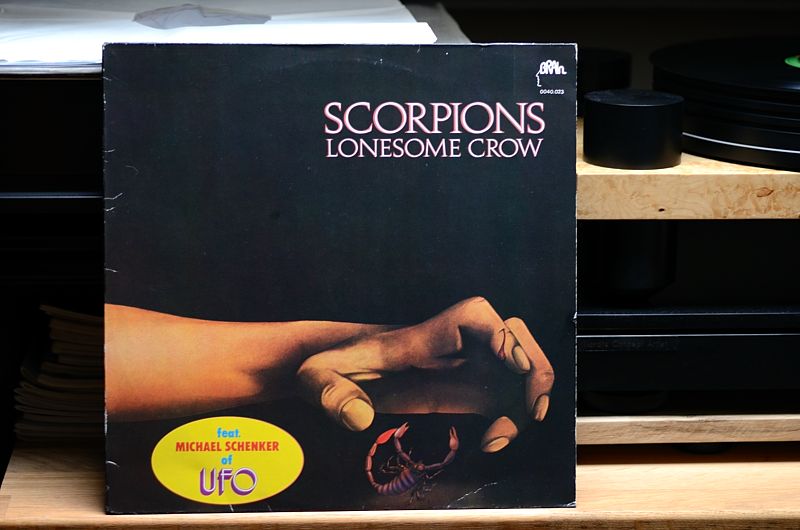 BRAIN
0040.023
SCORPIONS
LONESOME CROW
feat.
MICHAEL SCHENKER
of
UFO